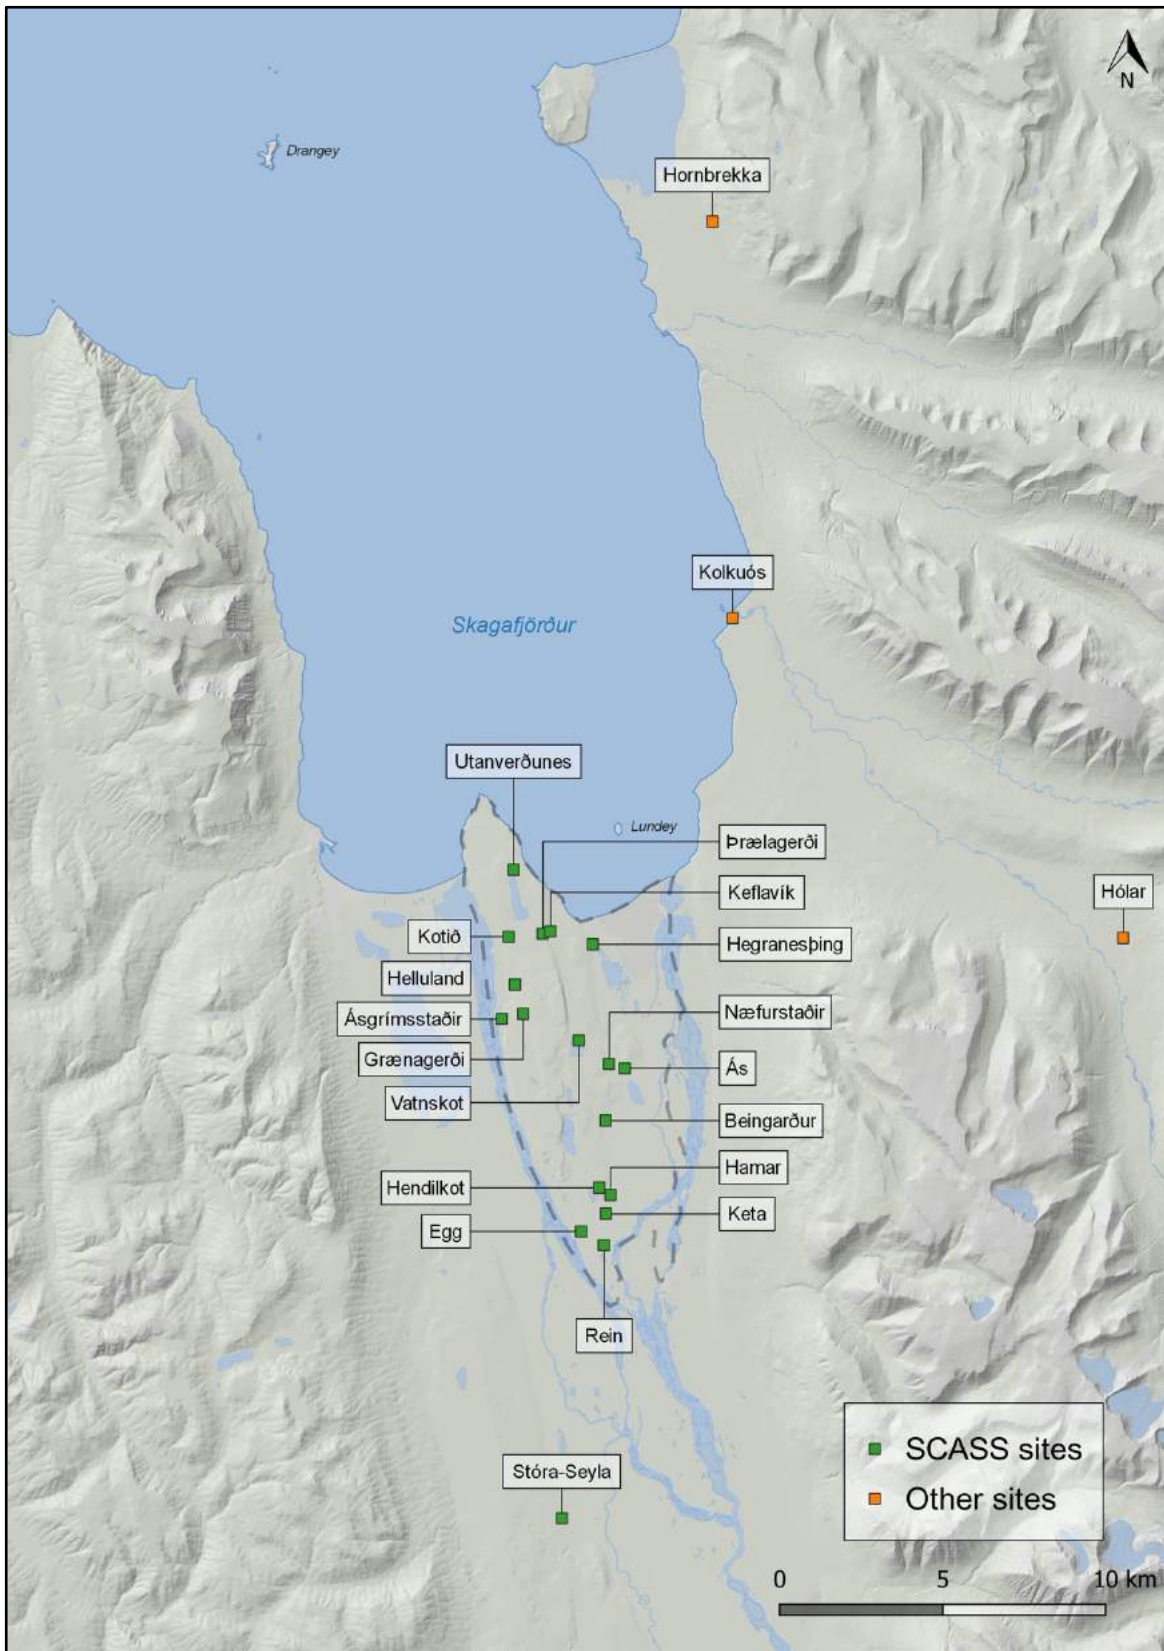 N
Drangey
Hornbrekka
Kolkuós
Skagafjörður
Utanverðunes
Lundey
Þrælagerði
Keflavík
Hólar
Kotið
Hegranesþing
Helluland
Ásgrímsstaðir
Næfurstaðir
Grænagerði
Ás
Vatnskot
Beingarður
Hamar
Hendilkot
Keta
Egg
Rein
SCASS sites
Stóra-Seyla
Other sites
0 5 10 km